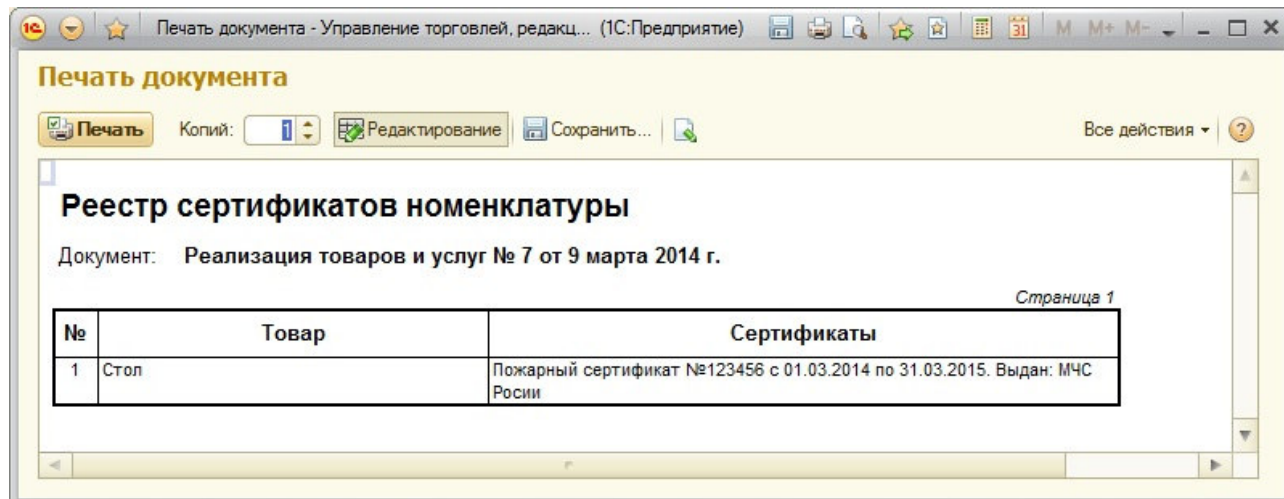 Печать документа - Управление торговлей, редакц... (1С:Предприятие) M M+ M-
Печать документа
Печать Копий: 1 Редактирование Сохранить... Все действия
Реестр сертификатов номенклатуры
Документ: Реализация товаров и услуг № 7 от 9 марта 2014 г.
Страница 1
№ Товар Сертификаты
1 Стол Пожарный сертификат №123456 с 01.03.2014 по 31.03.2015. Выдан: МЧС
Росии